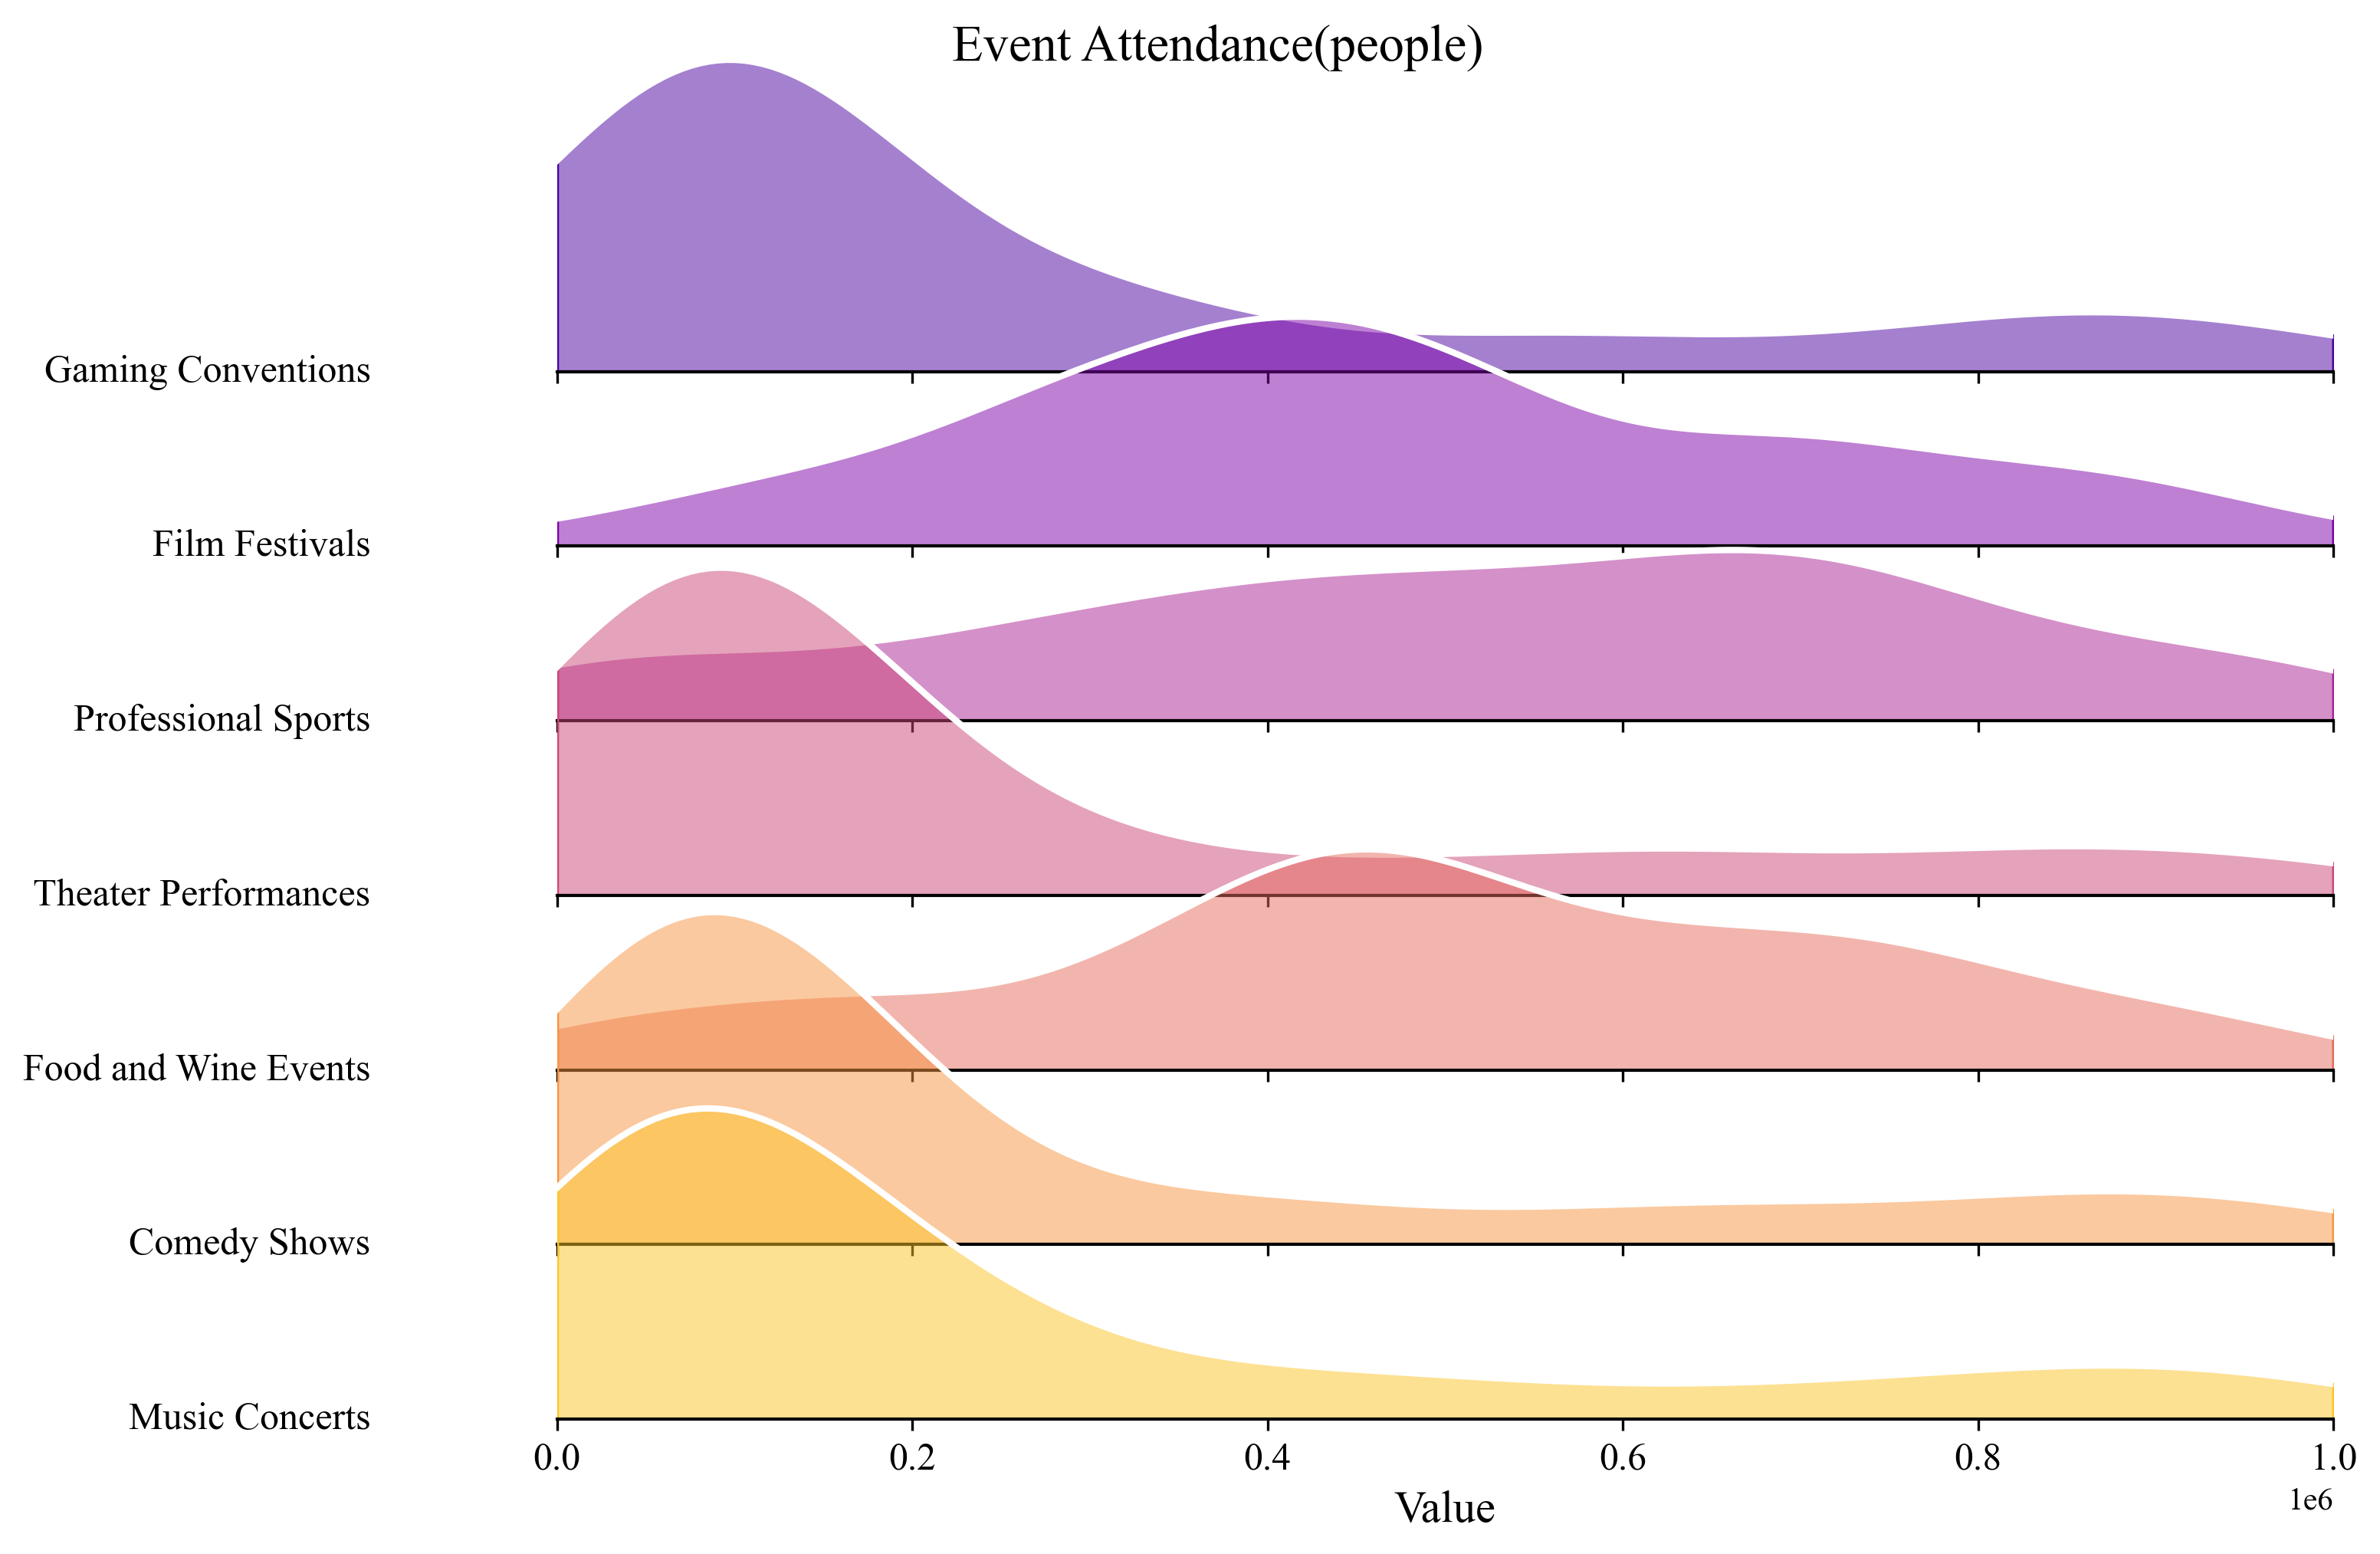 Event Attendance(people)
Gaming Conventions
Film Festivals
Professional Sports
Theater Performances
Food and Wine Events
Comedy Shows
Music Concerts
0.0 0.2 0.4 0.6 0.8 1.0
1e6
Value